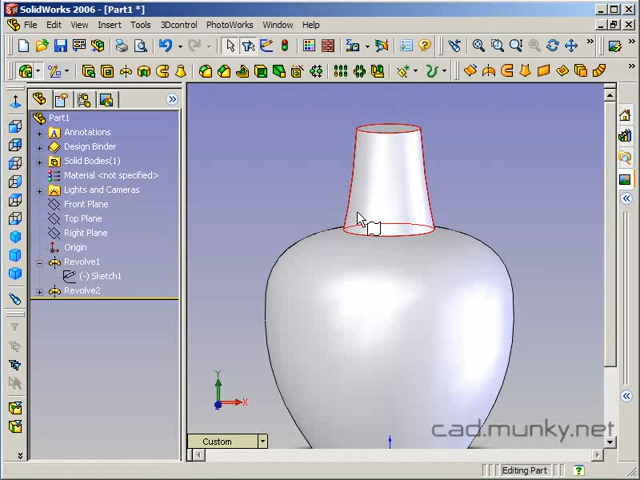 SolidWorks 2006 - [Part1 *]
File Edit View Insert Tools 3Dcontrol PhotoWorks Window Help
Part1
Annotations
Design Binder
Solid Bodies(1)
Material <not specified>
Lights and Cameras
Front Plane
Top Plane
Right Plane
Origin
Revolve1
(-) Sketch1
Revolve2
Y
X
Custom
cad.munky.net
Editing Part